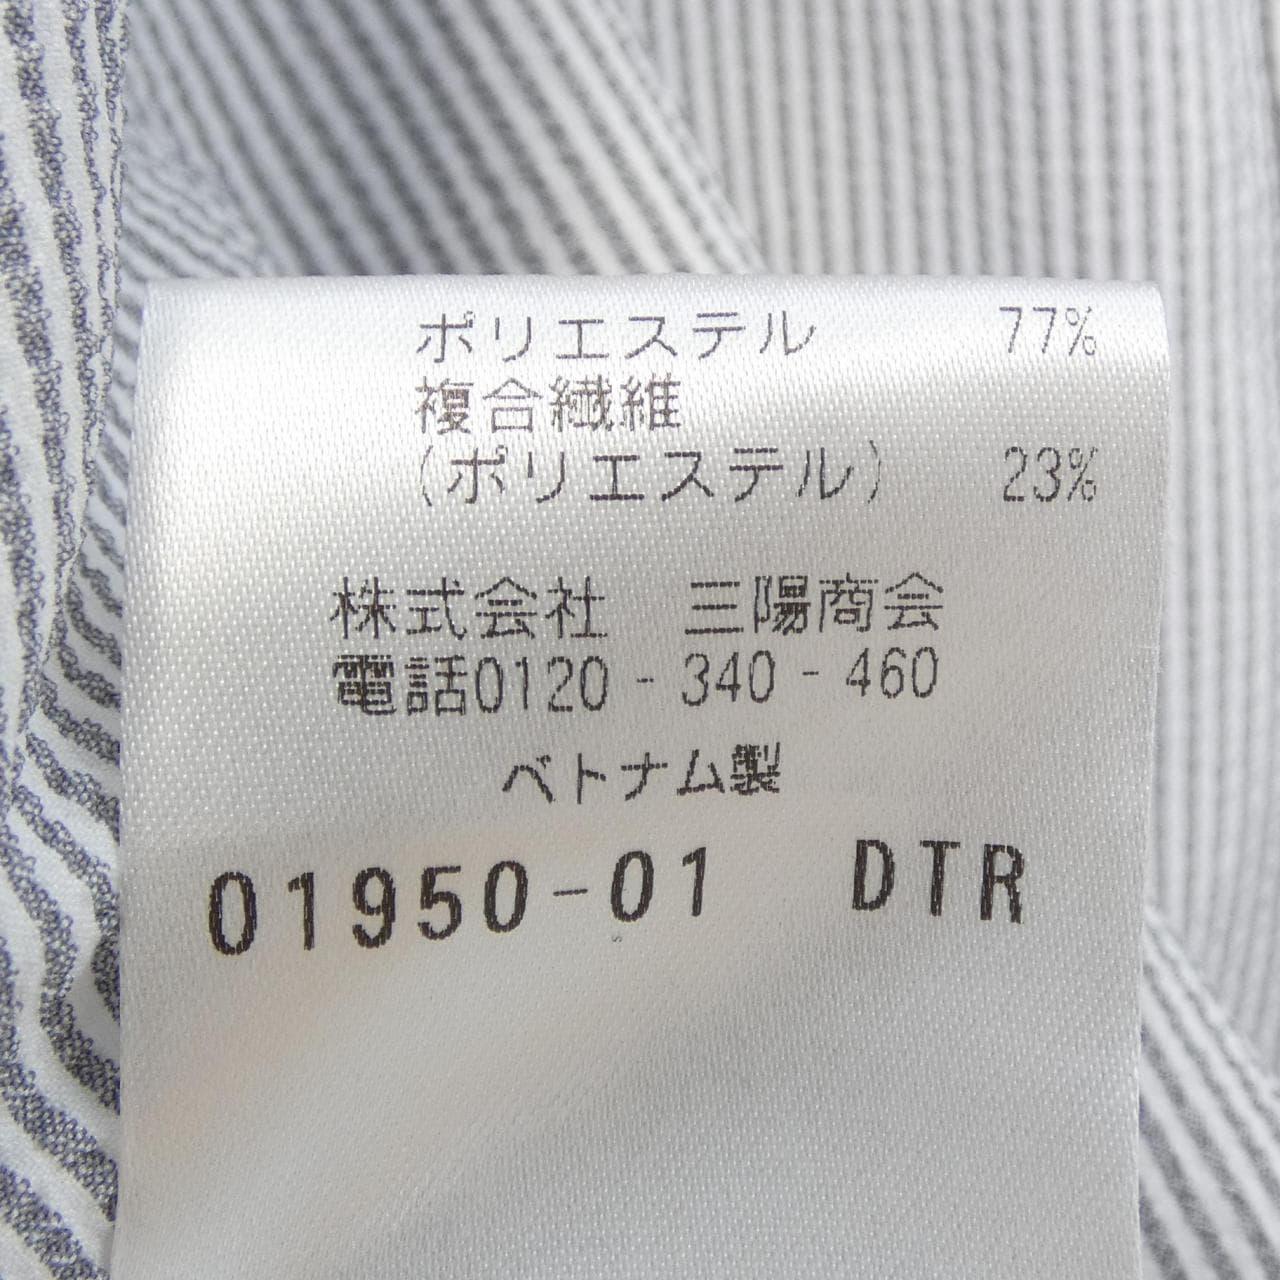 ポリエステル 77%
複合繊維
(ポリエステル) 23%
株式会社 三陽商会
電話0120-340-460
ベトナム製
01950-01 DTR